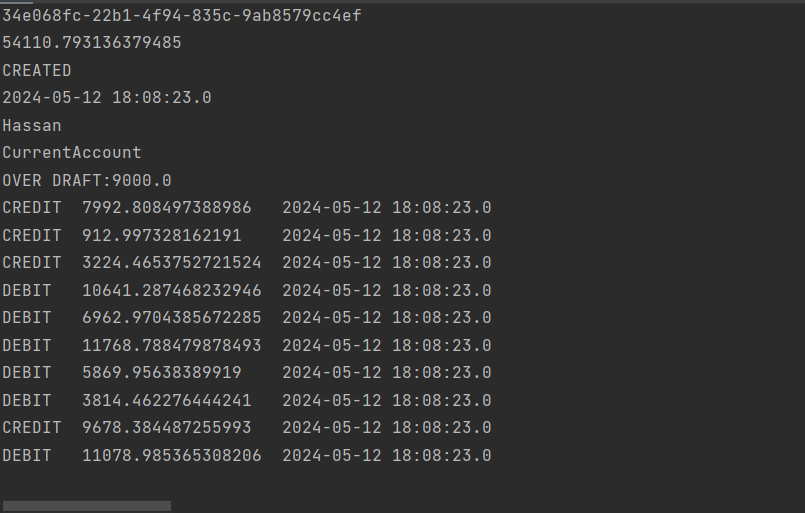 34e068fc-22b1-4f94-835c-9ab8579cc4ef
54110.793136379485
CREATED
2024-05-12 18:08:23.0
Hassan
CurrentAccount
OVER DRAFT:9000.0
CREDIT  7992.808497388986   2024-05-12 18:08:23.0
CREDIT  912.997328162191    2024-05-12 18:08:23.0
CREDIT  3224.4653752721524  2024-05-12 18:08:23.0
DEBIT   10641.287468232946  2024-05-12 18:08:23.0
DEBIT   6962.9704385672285  2024-05-12 18:08:23.0
DEBIT   11768.788479878493  2024-05-12 18:08:23.0
DEBIT   5869.95638389919    2024-05-12 18:08:23.0
DEBIT   3814.462276444241   2024-05-12 18:08:23.0
CREDIT  9678.384487255993   2024-05-12 18:08:23.0
DEBIT   11078.985365308206  2024-05-12 18:08:23.0